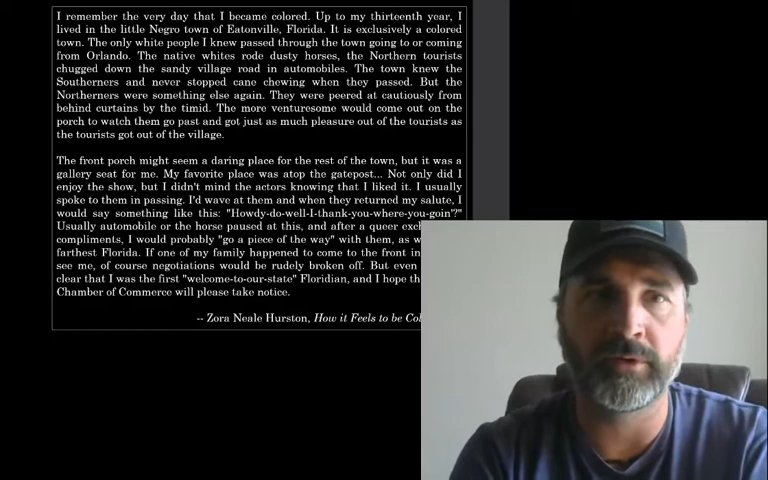 I remember the very day that I became colored. Up to my thirteenth year, I
lived in the little Negro town of Eatonville, Florida. It is exclusively a colored
town. The only white people I knew passed through the town going to or coming
from Orlando. The native whites rode dusty horses, the Northern tourists
chugged down the sandy village road in automobiles. The town knew the
Southerners and never stopped cane chewing when they passed. But the
Northerners were something else again. They were peered at cautiously from
behind curtains by the timid. The more venturesome would come out on the
porch to watch them go past and got just as much pleasure out of the tourists as
the tourists got out of the village.
The front porch might seem a daring place for the rest of the town, but it was a
gallery seat for me. My favorite place was atop the gatepost... Not only did I
enjoy the show, but I didn't mind the actors knowing that I liked it. I usually
spoke to them in passing. I'd wave at them and when they returned my salute, I
would say something like this: "Howdy-do-well-I-thank-you-where-you-goin'?"
Usually automobile or the horse paused at this, and after a queer
compliments, I would probably "go a piece of the way" with them, as
farthest Florida. If one of my family happened to come to the front in
see me, of course negotiations would be rudely broken off. But even
clear that I was the first "welcome-to-our-state" Floridian, and I hope
Chamber of Commerce will please take notice.
-- Zora Neale Hurston, How it Feels to be